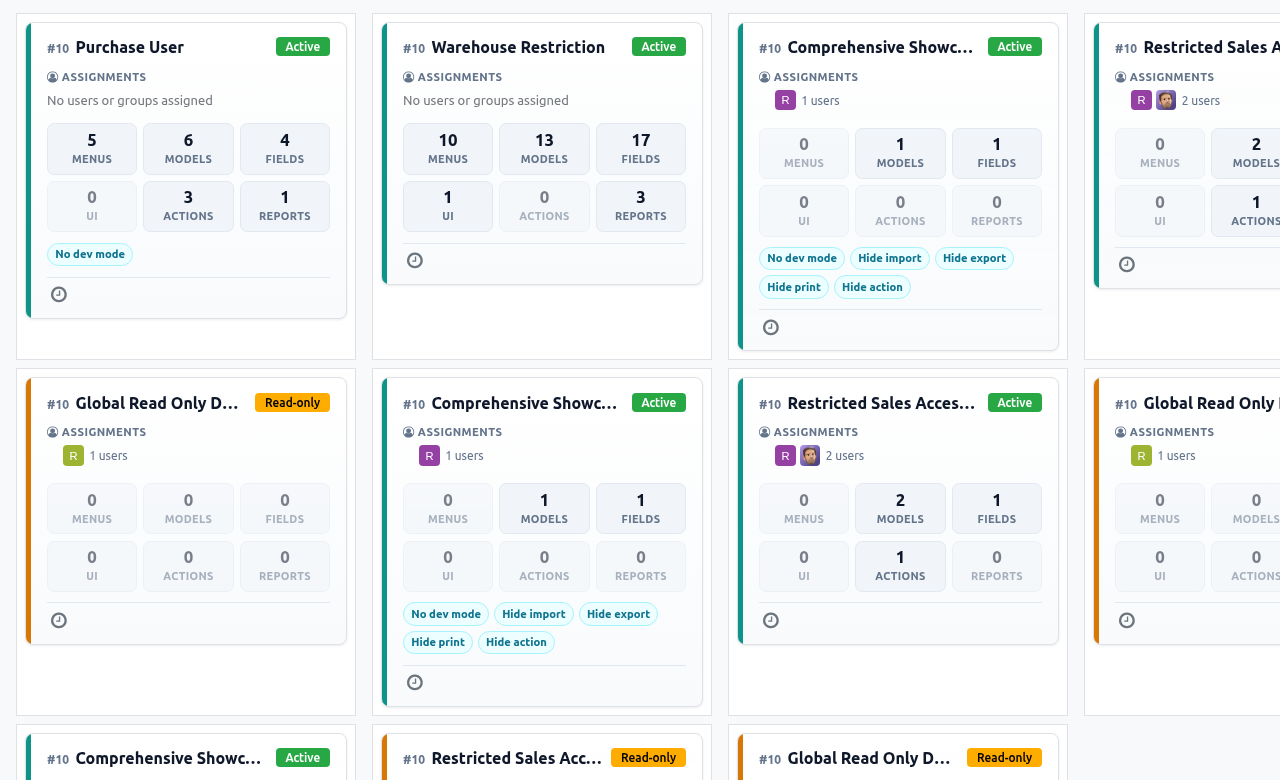 #10 Purchase User Active
ASSIGNMENTS
No users or groups assigned
5 6 4
MENUS MODELS FIELDS
0 3 1
UI ACTIONS REPORTS
No dev mode
#10 Warehouse Restriction Active
ASSIGNMENTS
No users or groups assigned
10 13 17
MENUS MODELS FIELDS
1 0 3
UI ACTIONS REPORTS
#10 Comprehensive Showc... Active
ASSIGNMENTS
R 1 users
0 1 1
MENUS MODELS FIELDS
0 0 0
UI ACTIONS REPORTS
No dev mode Hide import Hide export
Hide print Hide action
#10 Restricted Sales A
ASSIGNMENTS
R 2 users
0 2
MENUS MODELS
0 1
UI ACTIONS
#10 Global Read Only D... Read-only
ASSIGNMENTS
R 1 users
0 0 0
MENUS MODELS FIELDS
0 0 0
UI ACTIONS REPORTS
#10 Comprehensive Showc... Active
ASSIGNMENTS
R 1 users
0 1 1
MENUS MODELS FIELDS
0 0 0
UI ACTIONS REPORTS
No dev mode Hide import Hide export
Hide print Hide action
#10 Restricted Sales Acces... Active
ASSIGNMENTS
R 2 users
0 2 1
MENUS MODELS FIELDS
0 1 0
UI ACTIONS REPORTS
#10 Global Read Only
ASSIGNMENTS
R 1 users
0 0
MENUS MODELS
0 0
UI ACTIONS
#10 Comprehensive Showc... Active
#10 Restricted Sales Acc... Read-only
#10 Global Read Only D... Read-only